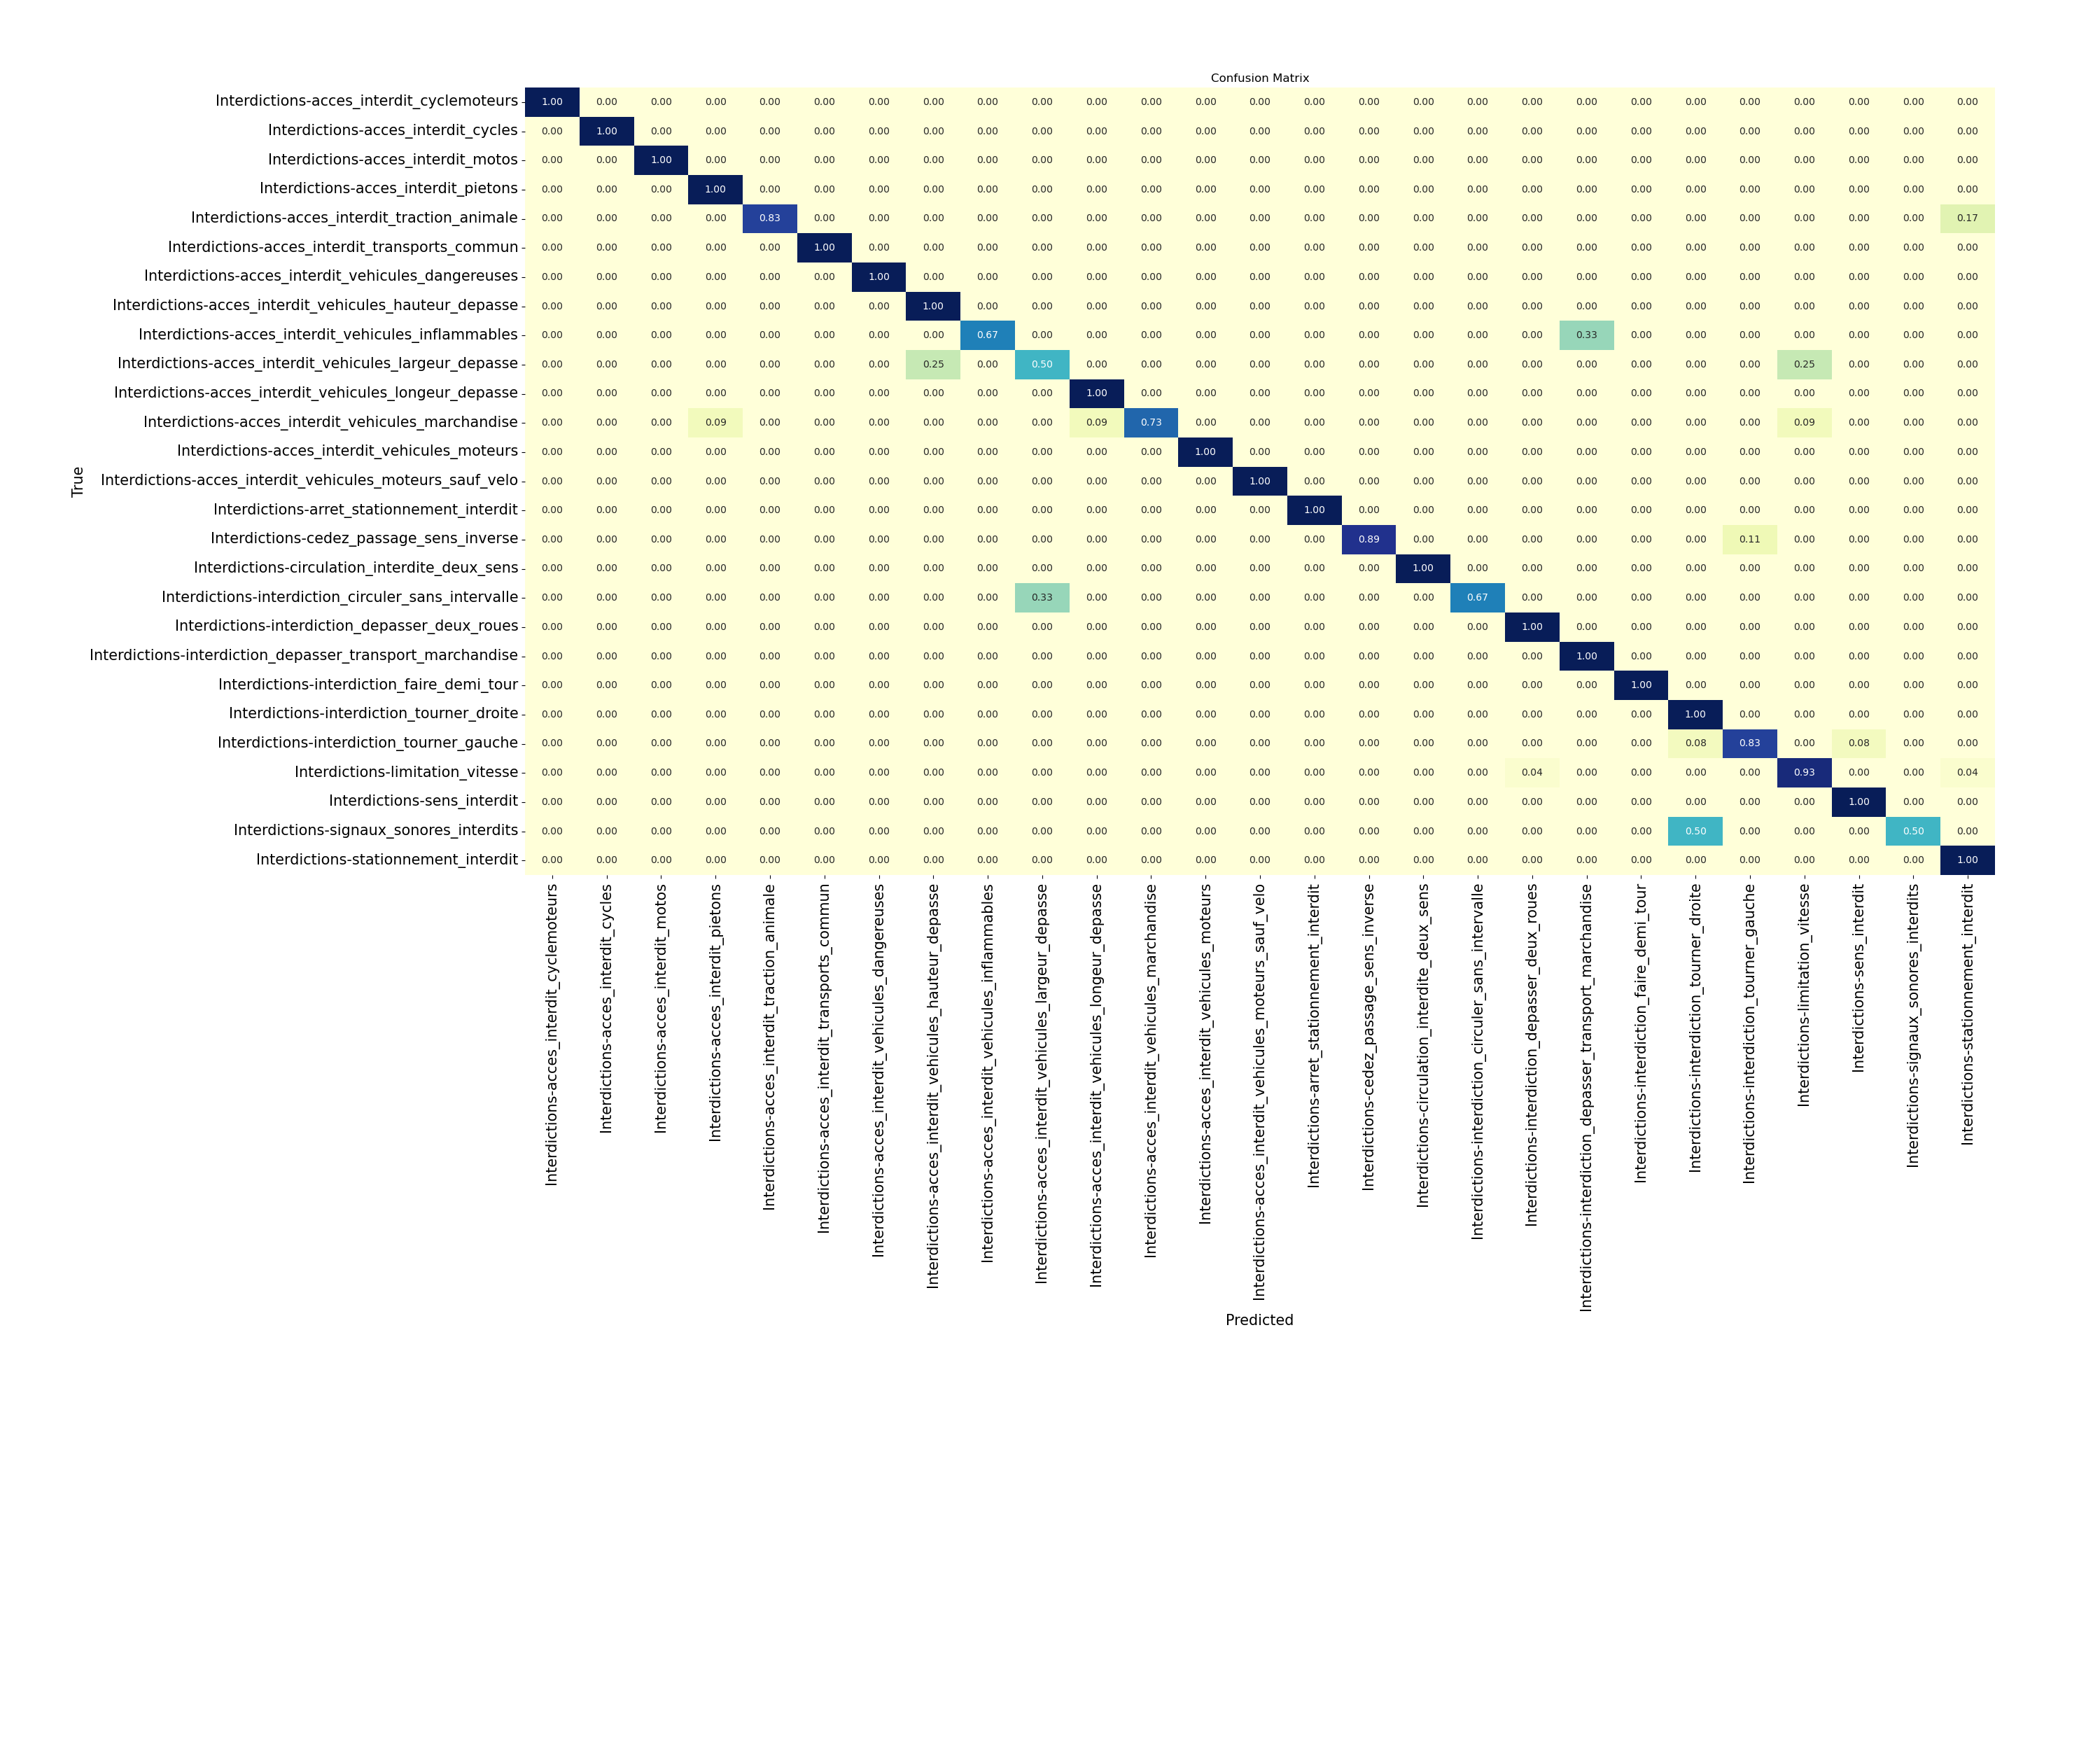 Confusion Matrix
Interdictions-acces_interdit_cyclemoteurs 1.00 0.00 0.00 0.00 0.00 0.00 0.00 0.00 0.00 0.00 0.00 0.00 0.00 0.00 0.00 0.00 0.00 0.00 0.00 0.00 0.00 0.00 0.00 0.00 0.00 0.00 0.00
Interdictions-acces_interdit_cycles 0.00 1.00 0.00 0.00 0.00 0.00 0.00 0.00 0.00 0.00 0.00 0.00 0.00 0.00 0.00 0.00 0.00 0.00 0.00 0.00 0.00 0.00 0.00 0.00 0.00 0.00 0.00
Interdictions-acces_interdit_motos 0.00 0.00 1.00 0.00 0.00 0.00 0.00 0.00 0.00 0.00 0.00 0.00 0.00 0.00 0.00 0.00 0.00 0.00 0.00 0.00 0.00 0.00 0.00 0.00 0.00 0.00 0.00
Interdictions-acces_interdit_pietons 0.00 0.00 0.00 1.00 0.00 0.00 0.00 0.00 0.00 0.00 0.00 0.00 0.00 0.00 0.00 0.00 0.00 0.00 0.00 0.00 0.00 0.00 0.00 0.00 0.00 0.00 0.00
Interdictions-acces_interdit_traction_animale 0.00 0.00 0.00 0.00 0.83 0.00 0.00 0.00 0.00 0.00 0.00 0.00 0.00 0.00 0.00 0.00 0.00 0.00 0.00 0.00 0.00 0.00 0.00 0.00 0.00 0.00 0.17
Interdictions-acces_interdit_transports_commun 0.00 0.00 0.00 0.00 0.00 1.00 0.00 0.00 0.00 0.00 0.00 0.00 0.00 0.00 0.00 0.00 0.00 0.00 0.00 0.00 0.00 0.00 0.00 0.00 0.00 0.00 0.00
Interdictions-acces_interdit_vehicules_dangereuses 0.00 0.00 0.00 0.00 0.00 0.00 1.00 0.00 0.00 0.00 0.00 0.00 0.00 0.00 0.00 0.00 0.00 0.00 0.00 0.00 0.00 0.00 0.00 0.00 0.00 0.00 0.00
Interdictions-acces_interdit_vehicules_hauteur_depasse 0.00 0.00 0.00 0.00 0.00 0.00 0.00 1.00 0.00 0.00 0.00 0.00 0.00 0.00 0.00 0.00 0.00 0.00 0.00 0.00 0.00 0.00 0.00 0.00 0.00 0.00 0.00
Interdictions-acces_interdit_vehicules_inflammables 0.00 0.00 0.00 0.00 0.00 0.00 0.00 0.00 0.67 0.00 0.00 0.00 0.00 0.00 0.00 0.00 0.00 0.00 0.00 0.33 0.00 0.00 0.00 0.00 0.00 0.00 0.00
Interdictions-acces_interdit_vehicules_largeur_depasse 0.00 0.00 0.00 0.00 0.00 0.00 0.00 0.25 0.00 0.50 0.00 0.00 0.00 0.00 0.00 0.00 0.00 0.00 0.00 0.00 0.00 0.00 0.00 0.25 0.00 0.00 0.00
Interdictions-acces_interdit_vehicules_longeur_depasse 0.00 0.00 0.00 0.00 0.00 0.00 0.00 0.00 0.00 0.00 1.00 0.00 0.00 0.00 0.00 0.00 0.00 0.00 0.00 0.00 0.00 0.00 0.00 0.00 0.00 0.00 0.00
Interdictions-acces_interdit_vehicules_marchandise 0.00 0.00 0.00 0.09 0.00 0.00 0.00 0.00 0.00 0.00 0.09 0.73 0.00 0.00 0.00 0.00 0.00 0.00 0.00 0.00 0.00 0.00 0.00 0.09 0.00 0.00 0.00
Interdictions-acces_interdit_vehicules_moteurs 0.00 0.00 0.00 0.00 0.00 0.00 0.00 0.00 0.00 0.00 0.00 0.00 1.00 0.00 0.00 0.00 0.00 0.00 0.00 0.00 0.00 0.00 0.00 0.00 0.00 0.00 0.00
Interdictions-acces_interdit_vehicules_moteurs_sauf_velo 0.00 0.00 0.00 0.00 0.00 0.00 0.00 0.00 0.00 0.00 0.00 0.00 0.00 1.00 0.00 0.00 0.00 0.00 0.00 0.00 0.00 0.00 0.00 0.00 0.00 0.00 0.00
Interdictions-arret_stationnement_interdit 0.00 0.00 0.00 0.00 0.00 0.00 0.00 0.00 0.00 0.00 0.00 0.00 0.00 0.00 1.00 0.00 0.00 0.00 0.00 0.00 0.00 0.00 0.00 0.00 0.00 0.00 0.00
Interdictions-cedez_passage_sens_inverse 0.00 0.00 0.00 0.00 0.00 0.00 0.00 0.00 0.00 0.00 0.00 0.00 0.00 0.00 0.00 0.89 0.00 0.00 0.00 0.00 0.00 0.00 0.11 0.00 0.00 0.00 0.00
Interdictions-circulation_interdite_deux_sens 0.00 0.00 0.00 0.00 0.00 0.00 0.00 0.00 0.00 0.00 0.00 0.00 0.00 0.00 0.00 0.00 1.00 0.00 0.00 0.00 0.00 0.00 0.00 0.00 0.00 0.00 0.00
Interdictions-interdiction_circuler_sans_intervalle 0.00 0.00 0.00 0.00 0.00 0.00 0.00 0.00 0.00 0.33 0.00 0.00 0.00 0.00 0.00 0.00 0.00 0.67 0.00 0.00 0.00 0.00 0.00 0.00 0.00 0.00 0.00
Interdictions-interdiction_depasser_deux_roues 0.00 0.00 0.00 0.00 0.00 0.00 0.00 0.00 0.00 0.00 0.00 0.00 0.00 0.00 0.00 0.00 0.00 0.00 1.00 0.00 0.00 0.00 0.00 0.00 0.00 0.00 0.00
Interdictions-interdiction_depasser_transport_marchandise 0.00 0.00 0.00 0.00 0.00 0.00 0.00 0.00 0.00 0.00 0.00 0.00 0.00 0.00 0.00 0.00 0.00 0.00 0.00 1.00 0.00 0.00 0.00 0.00 0.00 0.00 0.00
Interdictions-interdiction_faire_demi_tour 0.00 0.00 0.00 0.00 0.00 0.00 0.00 0.00 0.00 0.00 0.00 0.00 0.00 0.00 0.00 0.00 0.00 0.00 0.00 0.00 1.00 0.00 0.00 0.00 0.00 0.00 0.00
Interdictions-interdiction_tourner_droite 0.00 0.00 0.00 0.00 0.00 0.00 0.00 0.00 0.00 0.00 0.00 0.00 0.00 0.00 0.00 0.00 0.00 0.00 0.00 0.00 0.00 1.00 0.00 0.00 0.00 0.00 0.00
Interdictions-interdiction_tourner_gauche 0.00 0.00 0.00 0.00 0.00 0.00 0.00 0.00 0.00 0.00 0.00 0.00 0.00 0.00 0.00 0.00 0.00 0.00 0.00 0.00 0.00 0.08 0.83 0.00 0.08 0.00 0.00
Interdictions-limitation_vitesse 0.00 0.00 0.00 0.00 0.00 0.00 0.00 0.00 0.00 0.00 0.00 0.00 0.00 0.00 0.00 0.00 0.00 0.00 0.04 0.00 0.00 0.00 0.00 0.93 0.00 0.00 0.04
Interdictions-sens_interdit 0.00 0.00 0.00 0.00 0.00 0.00 0.00 0.00 0.00 0.00 0.00 0.00 0.00 0.00 0.00 0.00 0.00 0.00 0.00 0.00 0.00 0.00 0.00 0.00 1.00 0.00 0.00
Interdictions-signaux_sonores_interdits 0.00 0.00 0.00 0.00 0.00 0.00 0.00 0.00 0.00 0.00 0.00 0.00 0.00 0.00 0.00 0.00 0.00 0.00 0.00 0.00 0.00 0.50 0.00 0.00 0.00 0.50 0.00
Interdictions-stationnement_interdit 0.00 0.00 0.00 0.00 0.00 0.00 0.00 0.00 0.00 0.00 0.00 0.00 0.00 0.00 0.00 0.00 0.00 0.00 0.00 0.00 0.00 0.00 0.00 0.00 0.00 0.00 1.00
True
Interdictions-acces_interdit_cyclemoteurs
Interdictions-acces_interdit_cycles
Interdictions-acces_interdit_motos
Interdictions-acces_interdit_pietons
Interdictions-acces_interdit_traction_animale
Interdictions-acces_interdit_transports_commun
Interdictions-acces_interdit_vehicules_dangereuses
Interdictions-acces_interdit_vehicules_hauteur_depasse
Interdictions-acces_interdit_vehicules_inflammables
Interdictions-acces_interdit_vehicules_largeur_depasse
Interdictions-acces_interdit_vehicules_longeur_depasse
Interdictions-acces_interdit_vehicules_marchandise
Interdictions-acces_interdit_vehicules_moteurs
Interdictions-acces_interdit_vehicules_moteurs_sauf_velo
Interdictions-arret_stationnement_interdit
Interdictions-cedez_passage_sens_inverse
Interdictions-circulation_interdite_deux_sens
Interdictions-interdiction_circuler_sans_intervalle
Interdictions-interdiction_depasser_deux_roues
Interdictions-interdiction_depasser_transport_marchandise
Interdictions-interdiction_faire_demi_tour
Interdictions-interdiction_tourner_droite
Interdictions-interdiction_tourner_gauche
Interdictions-limitation_vitesse
Interdictions-sens_interdit
Interdictions-signaux_sonores_interdits
Interdictions-stationnement_interdit
Predicted